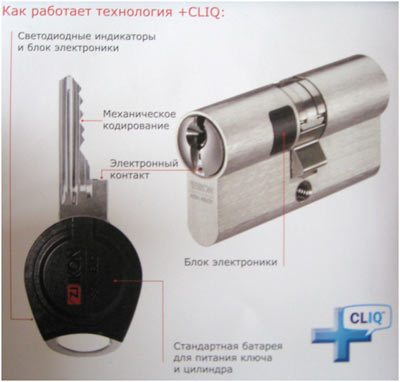 Как работает технология +CLIQ:
Светодиодные индикаторы
и блок электроники
Механическое
кодирование
Электронный
контакт
Блок электроники
IKON
Стандартная батарея
для питания ключа
и цилиндра
CLIQ